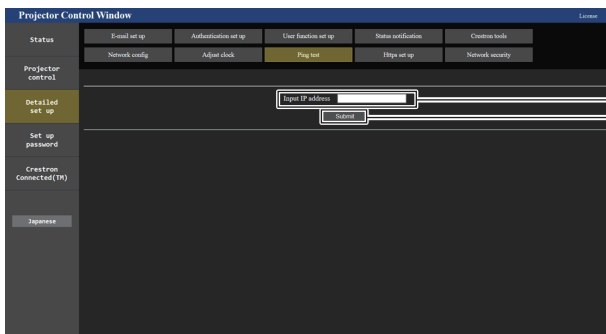 Projector Control Window
License
Status
E-mail set up
Authentication set up
User function set up
Status notification
Crestron tools
Network config
Adjust clock
Ping test
Https set up
Network security
Projector
control
Detailed
set up
Input IP address
Submit
Set up
password
Crestron
Connected(TM)
Japanese